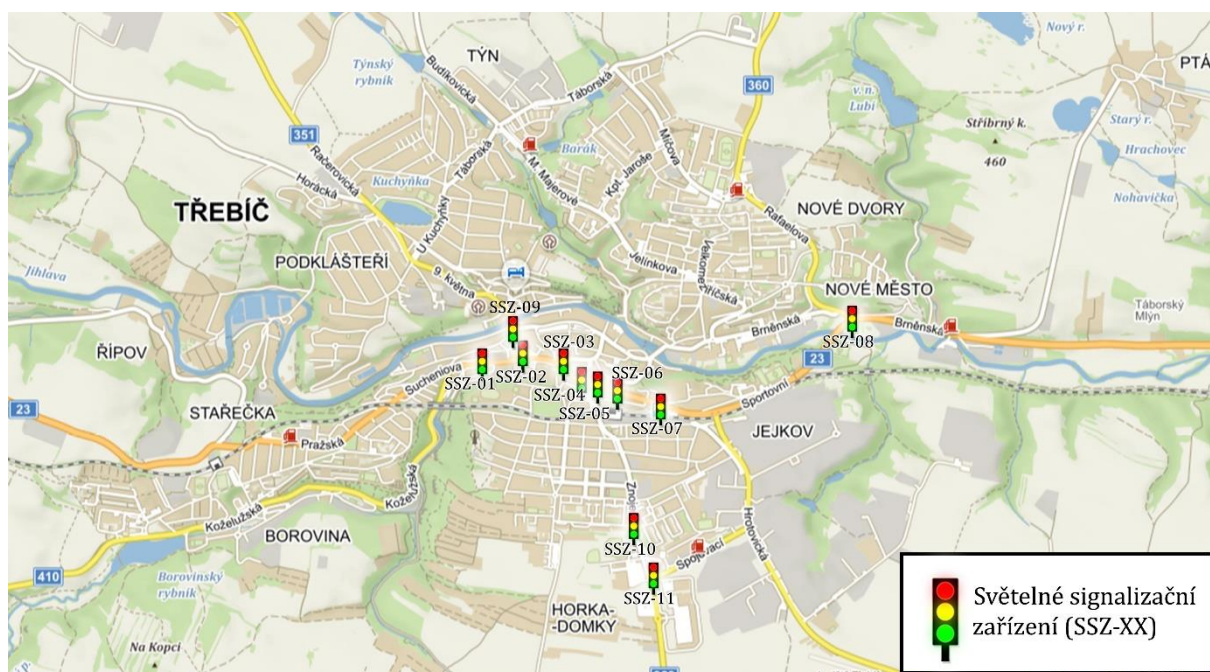 TÝN
Nový r.
PTÁ
Týnský
rybník
Budíkovická
Táborská
360
v. n.
Lubí
Stříbrný k.
460
Starý r.
Hrachovec
Nohavička
351
Račerovická
Horácká
Kuchyňka
Táborská
Barák
M. Majerové
Kpt. Jaroše
Míčova
TŘEBÍČ
U Kuchyňky
Rafaelova
NOVÉ DVORY
PODKLÁŠTEŘÍ
Jelínkova
Velkomeziříčská
Jihlava
9. května
NOVÉ MĚSTO
Brněnská
Brněnská
Táborský
Mlýn
SSZ-09
SSZ-03
SSZ-08
ŘÍPOV
Sucheniova
SSZ-01
SSZ-02
SSZ-06
23
SSZ-04
SSZ-05
SSZ-07
Sportovní
STAŘEČKA
23
Pražská
JEJKOV
Koželužská
Koželužská
Hrotovická
BOROVINA
SSZ-10
Spojovací
410
Borovinský
rybník
SSZ-11
HORKA-
-DOMKY
Na Kopci
Světelné signalizační
zařízení (SSZ-XX)